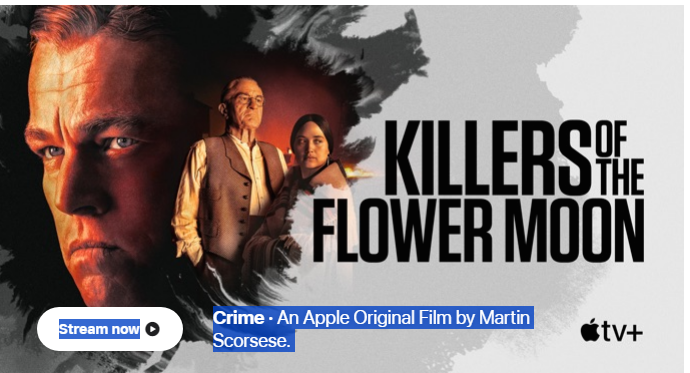 KILLERS OF THE
FLOWER MOON
Stream now
Crime · An Apple Original Film by Martin
Scorsese.
tv+